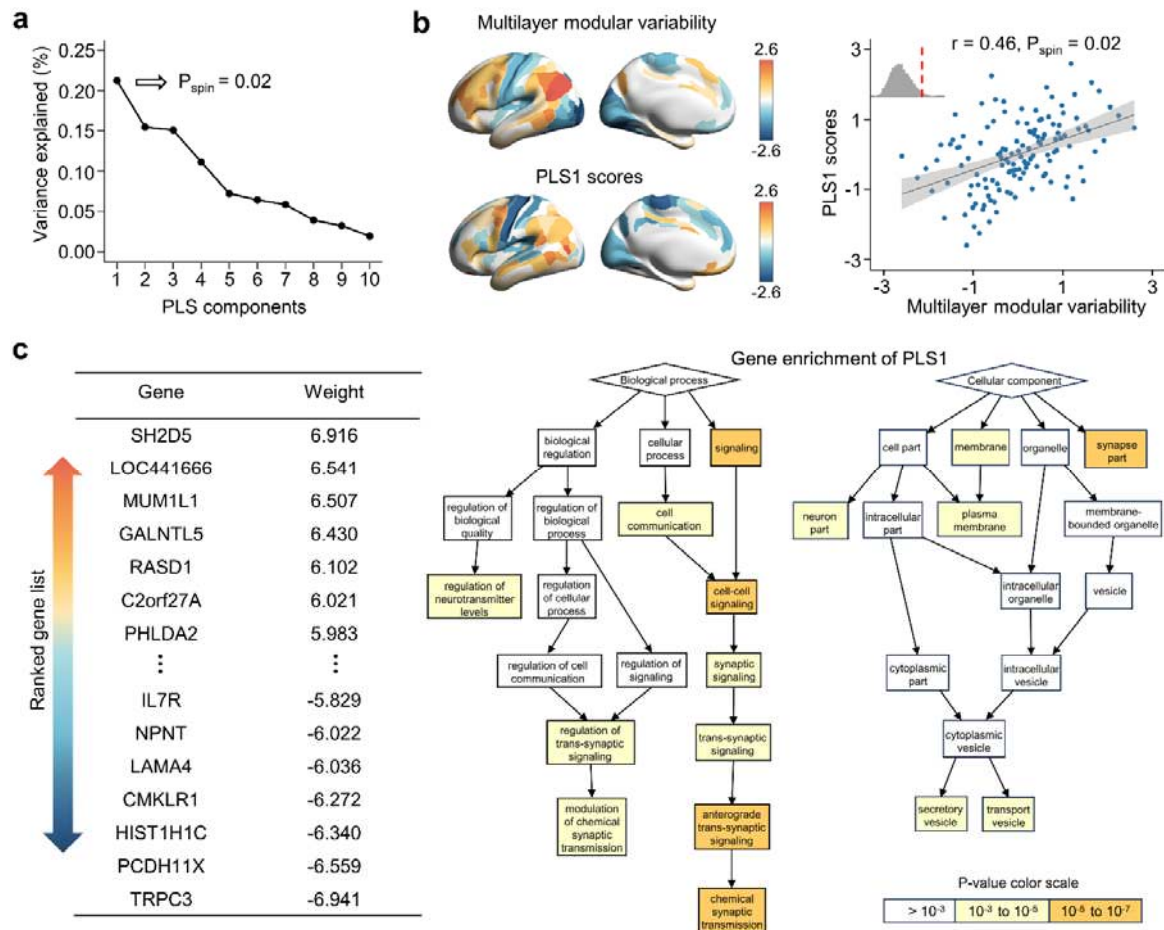 a
Variance explained (%)
0.25
0.20
0.15
0.10
0.05
0.00
P_spin = 0.02
1 2 3 4 5 6 7 8 9 10
PLS components
b
Multilayer modular variability
2.6
-2.6
PLS1 scores
2.6
-2.6
r = 0.46, P_spin = 0.02
PLS1 scores
3
1
-1
-3
-3 -1 1 3
Multilayer modular variability
c
Ranked gene list
Gene Weight
SH2D5 6.916
LOC441666 6.541
MUM1L1 6.507
GALNTL5 6.430
RASD1 6.102
C2orf27A 6.021
PHLDA2 5.983
⋮ ⋮
IL7R -5.829
NPNT -6.022
LAMA4 -6.036
CMKLR1 -6.272
HIST1H1C -6.340
PCDH11X -6.559
TRPC3 -6.941
Gene enrichment of PLS1
Biological process
biological
regulation
cellular
process
signaling
regulation of
biological
quality
regulation of
biological
process
cell
communication
regulation of
neurotransmitter
levels
regulation of
cellular
process
cell-cell
signaling
regulation of cell
communication
regulation of
signaling
synaptic
signaling
regulation of
trans-synaptic
signaling
trans-synaptic
signaling
modulation
of chemical
synaptic
transmission
anterograde
trans-synaptic
signaling
chemical
synaptic
transmission
Cellular component
cell part
membrane
organelle
synapse
part
neuron
part
intracellular
part
plasma
membrane
membrane-
bounded organelle
intracellular
organelle
vesicle
cytoplasmic
part
intracellular
vesicle
cytoplasmic
vesicle
secretory
vesicle
transport
vesicle
P-value color scale
> 10⁻³ 10⁻³ to 10⁻⁵ 10⁻⁵ to 10⁻⁷